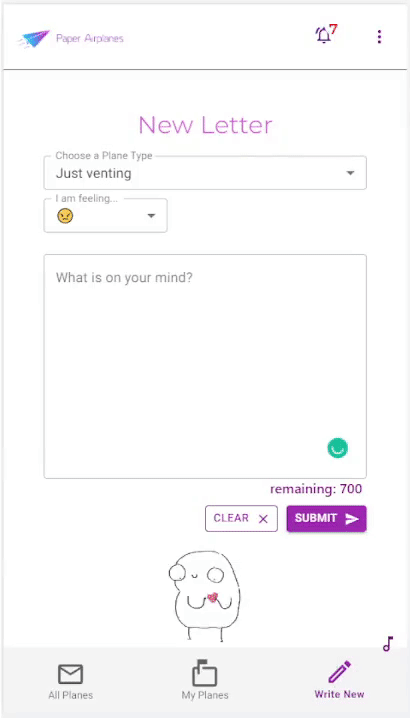 Paper Airplanes
7
New Letter
Choose a Plane Type
Just venting
I am feeling...
What is on your mind?
remaining: 700
CLEAR
SUBMIT
All Planes
My Planes
Write New